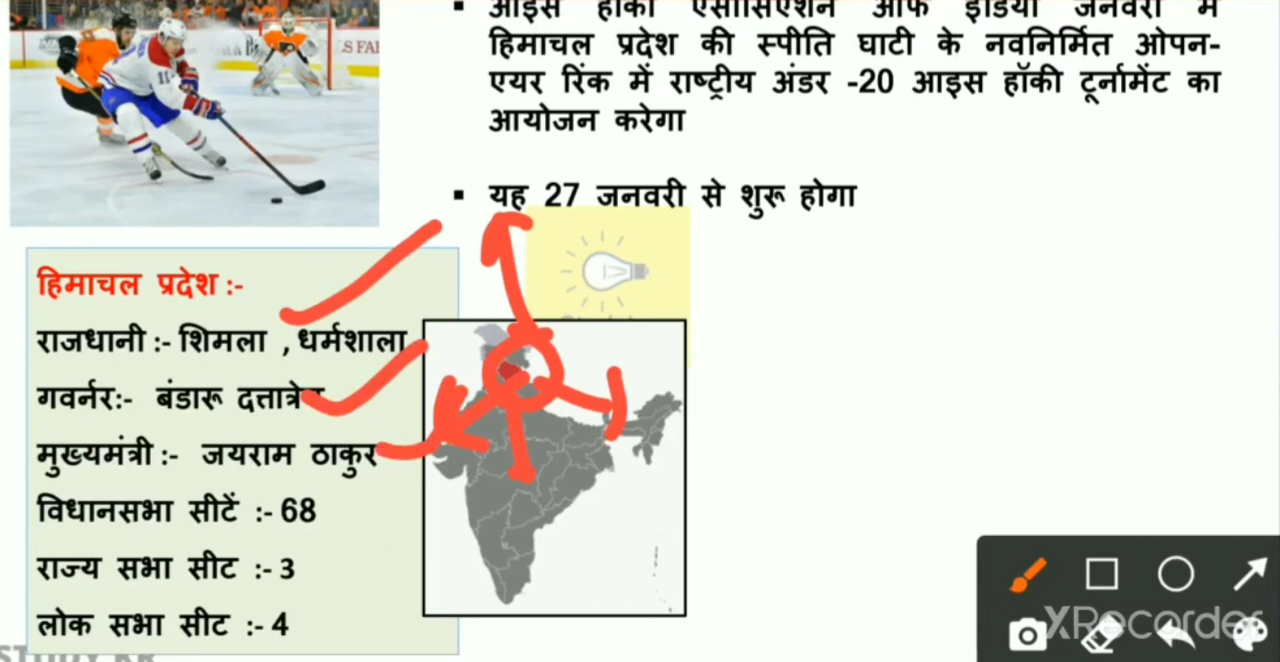 आइस हॉकी एसोसिएशन ऑफ इंडिया जनवरी में
हिमाचल प्रदेश की स्पीति घाटी के नवनिर्मित ओपन-
एयर रिंक में राष्ट्रीय अंडर -20 आइस हॉकी टूर्नामेंट का
आयोजन करेगा
यह 27 जनवरी से शुरू होगा
हिमाचल प्रदेश :-
राजधानी :- शिमला , धर्मशाला
गवर्नर:- बंडारू दत्तात्रेय
मुख्यमंत्री :- जयराम ठाकुर
विधानसभा सीटें :- 68
राज्य सभा सीट :- 3
लोक सभा सीट :- 4
XRecorder